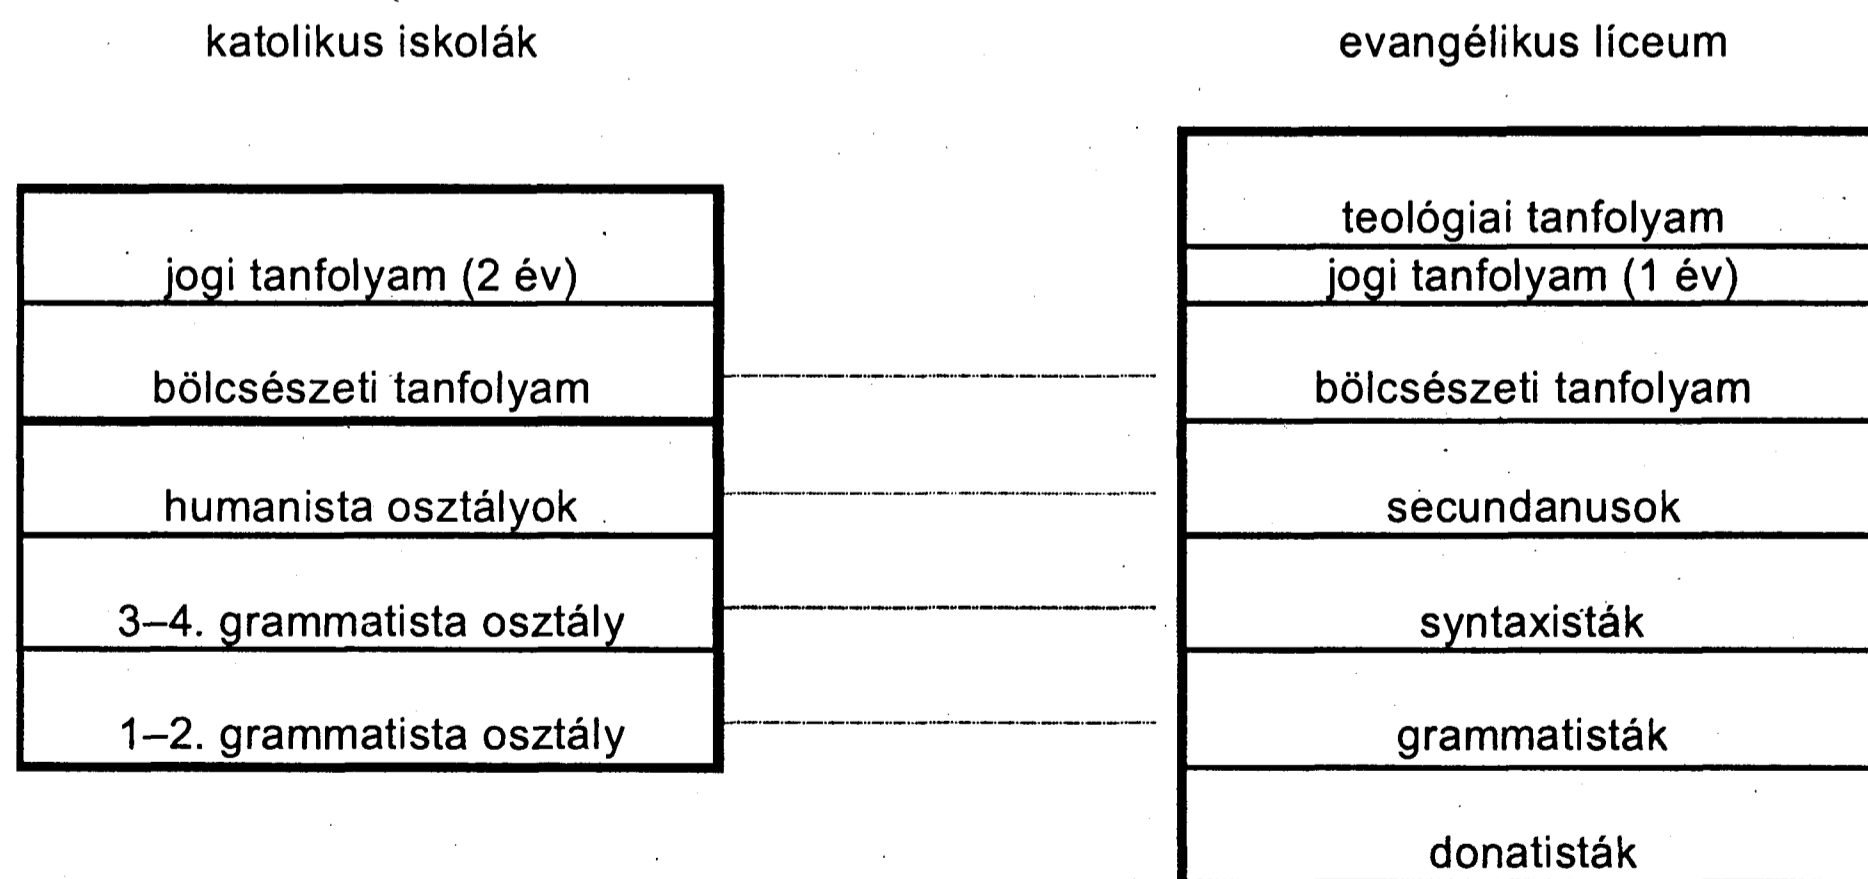 katolikus iskolák
jogi tanfolyam (2 év)
bölcsészeti tanfolyam
humanista osztályok
3–4. grammatista osztály
1–2. grammatista osztály
evangélikus líceum
teológiai tanfolyam
jogi tanfolyam (1 év)
bölcsészeti tanfolyam
secundanusok
syntaxisták
grammatisták
donatisták